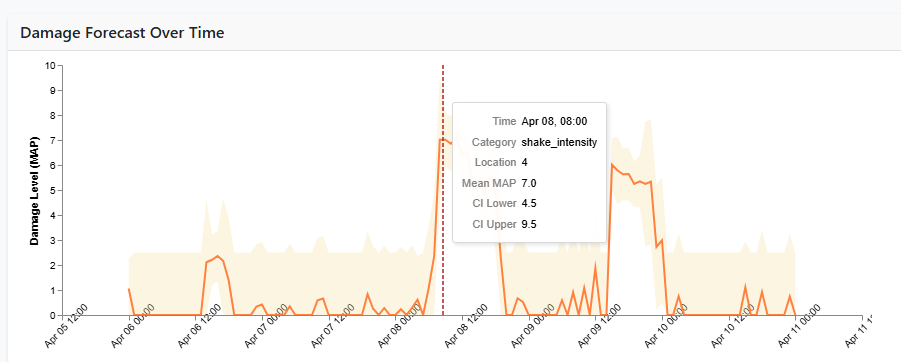 Damage Forecast Over Time
Damage Level (MAP)
10
9
8
7
6
5
4
3
2
1
0
Time Apr 08, 08:00
Category shake_intensity
Location 4
Mean MAP 7.0
CI Lower 4.5
CI Upper 9.5
Apr 05 12:00
Apr 06 00:00
Apr 06 12:00
Apr 07 00:00
Apr 07 12:00
Apr 08 00:00
Apr 08 12:00
Apr 09 00:00
Apr 09 12:00
Apr 10 00:00
Apr 10 12:00
Apr 11 00:00
Apr 11 1